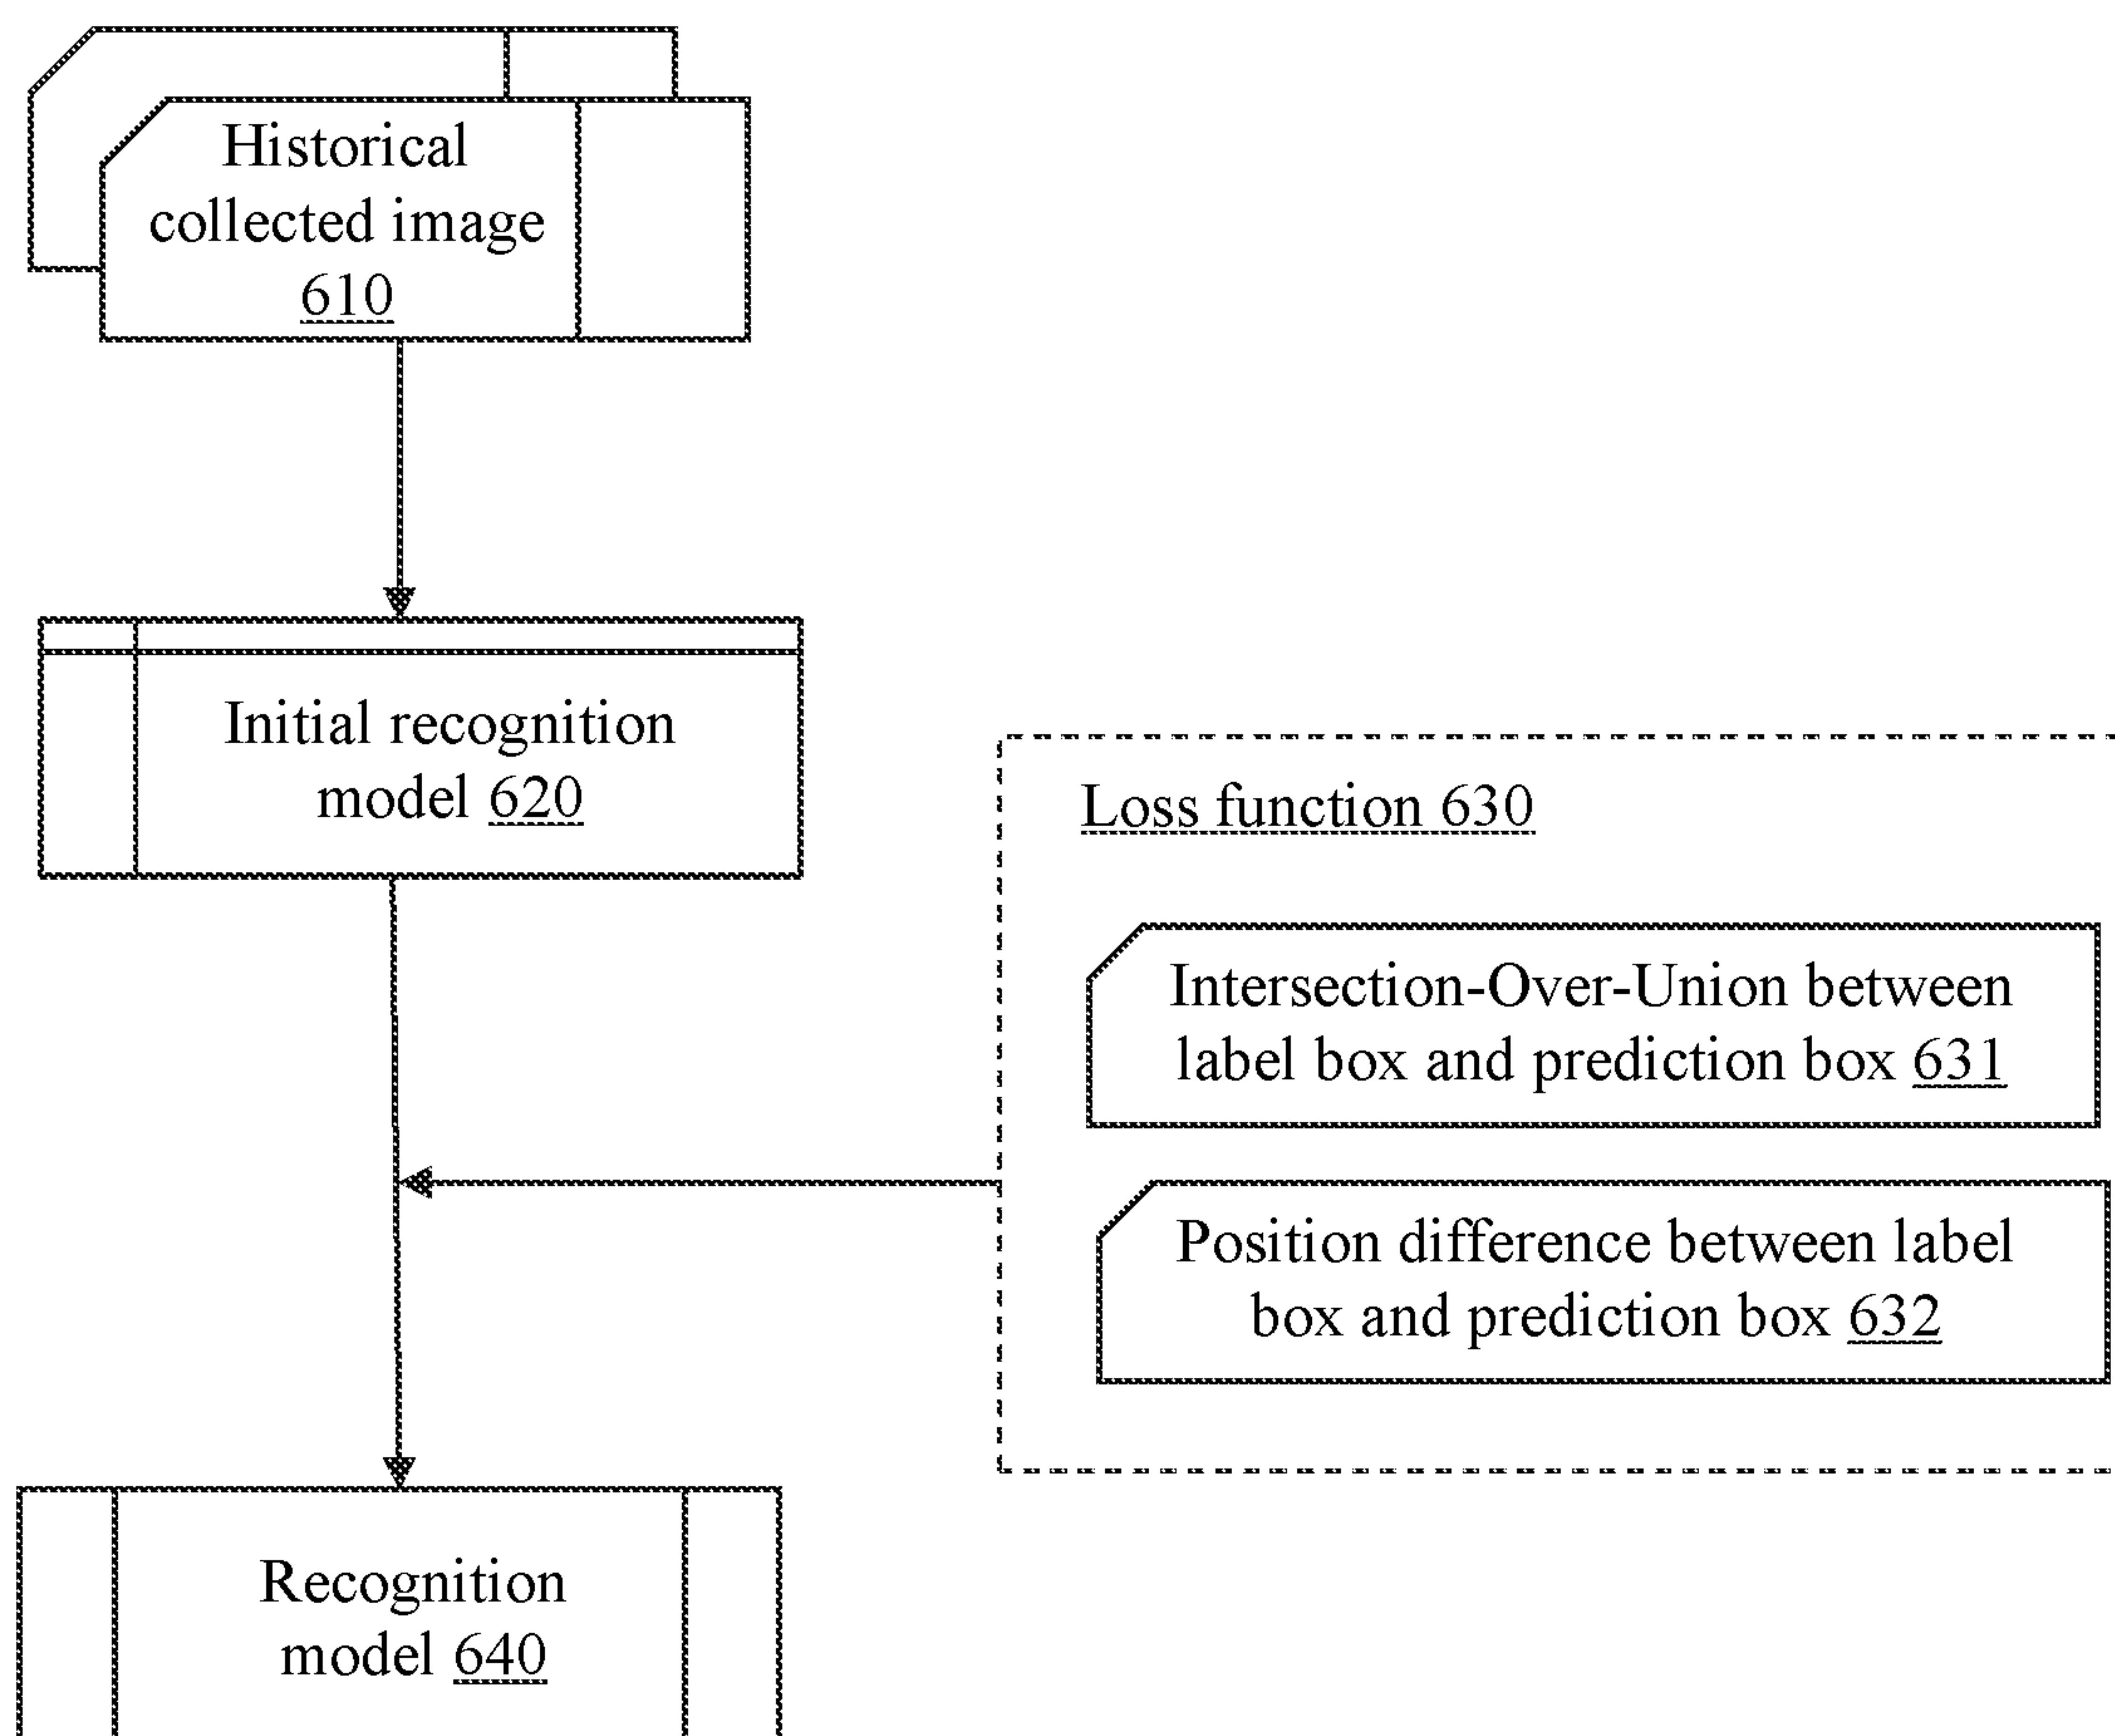 Historical
collected image
610
Initial recognition
model 620
Loss function 630
Intersection-Over-Union between
label box and prediction box 631
Position difference between label
box and prediction box 632
Recognition
model 640